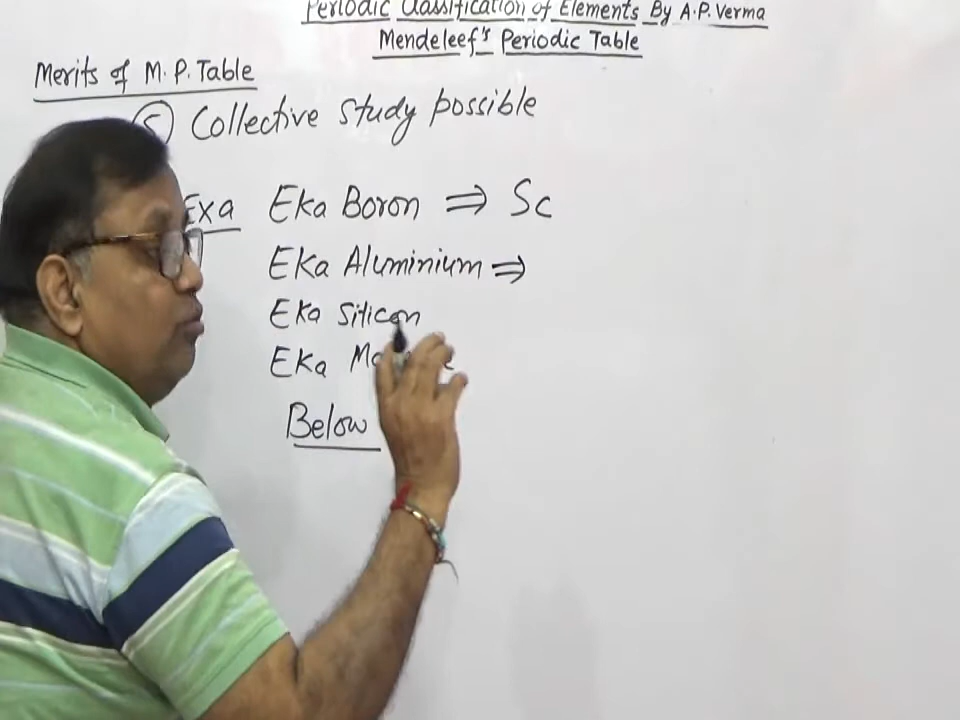 Periodic Classification of Elements By A.P. Verma
Mendeleef's Periodic Table
Merits of M.P. Table
5 Collective study possible
Exa Eka Boron ⇒ Sc
Eka Aluminium ⇒
Eka Silicon
Eka
Below